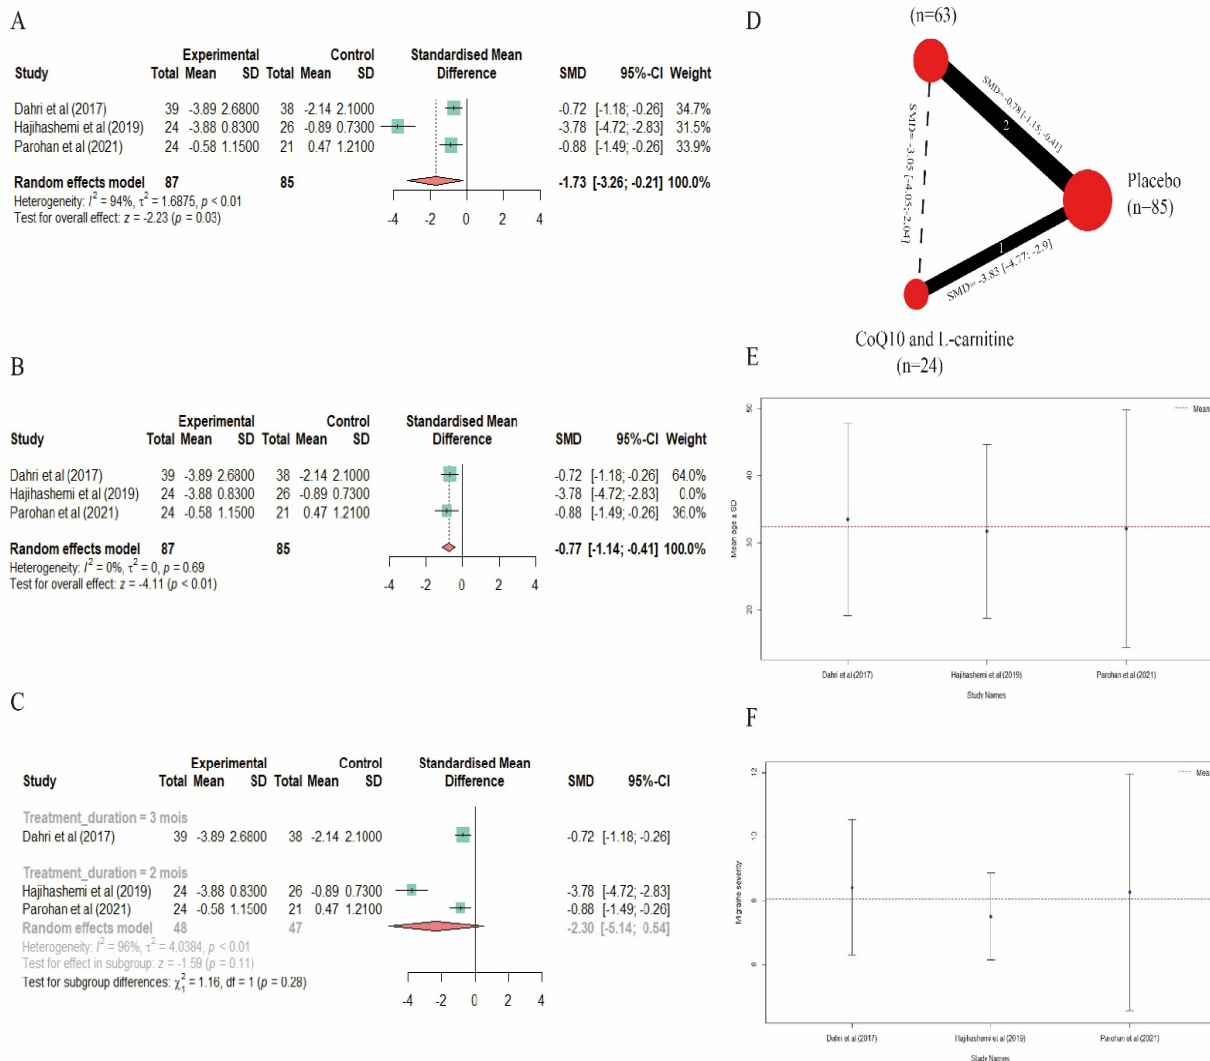 A
Experimental Control Standardised Mean
Study Total Mean SD Total Mean SD Difference SMD 95%-CI Weight
Dahri et al (2017) 39 -3.89 2.6800 38 -2.14 2.1000 -0.72 [-1.18; -0.26] 34.7%
Hajihashemi et al (2019) 24 -3.88 0.8300 26 -0.89 0.7300 -3.78 [-4.72; -2.83] 31.5%
Parohan et al (2021) 24 -0.58 1.1500 21 0.47 1.2100 -0.88 [-1.49; -0.26] 33.9%
Random effects model 87 85 -1.73 [-3.26; -0.21] 100.0%
Heterogeneity: I² = 94%, τ² = 1.6875, p < 0.01
Test for overall effect: z = -2.23 (p = 0.03)
-4 -2 0 2 4
B
Experimental Control Standardised Mean
Study Total Mean SD Total Mean SD Difference SMD 95%-CI Weight
Dahri et al (2017) 39 -3.89 2.6800 38 -2.14 2.1000 -0.72 [-1.18; -0.26] 64.0%
Hajihashemi et al (2019) 24 -3.88 0.8300 26 -0.89 0.7300 -3.78 [-4.72; -2.83] 0.0%
Parohan et al (2021) 24 -0.58 1.1500 21 0.47 1.2100 -0.88 [-1.49; -0.26] 36.0%
Random effects model 87 85 -0.77 [-1.14; -0.41] 100.0%
Heterogeneity: I² = 0%, τ² = 0, p = 0.69
Test for overall effect: z = -4.11 (p < 0.01)
-4 -2 0 2 4
C
Experimental Control Standardised Mean
Study Total Mean SD Total Mean SD Difference SMD 95%-CI
Treatment_duration = 3 mois
Dahri et al (2017) 39 -3.89 2.6800 38 -2.14 2.1000 -0.72 [-1.18; -0.26]
Treatment_duration = 2 mois
Hajihashemi et al (2019) 24 -3.88 0.8300 26 -0.89 0.7300 -3.78 [-4.72; -2.83]
Parohan et al (2021) 24 -0.58 1.1500 21 0.47 1.2100 -0.88 [-1.49; -0.26]
Random effects model 48 47 -2.30 [-5.14; 0.54]
Heterogeneity: I² = 96%, τ² = 4.0384, p < 0.01
Test for effect in subgroup: z = -1.59 (p = 0.11)
Test for subgroup differences: χ²₁ = 1.16, df = 1 (p = 0.28)
-4 -2 0 2 4
D
(n=63)
SMD= -0.78 [-1.15; -0.41]
2
SMD= -3.05 [-4.05;-2.04]
Placebo
(n=85)
1
SMD= -3.83 [-4.77; -2.9]
CoQ10 and L-carnitine
(n=24)
E
Mean
50
40
30
20
Mean age ± SD
Dahri et al (2017) Hajihashemi et al (2019) Parohan et al (2021)
Study Names
F
Mean
12
10
8
6
Migraine severity
Dahri et al (2017) Hajihashemi et al (2019) Parohan et al (2021)
Study Names